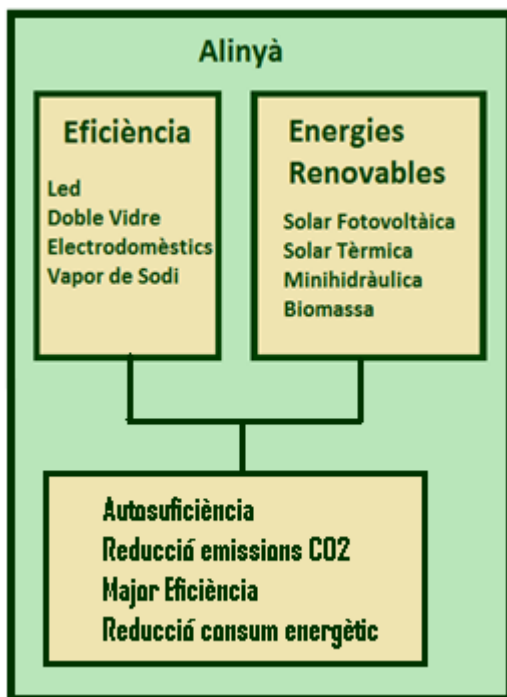 Alinyà
Eficiència
Led
Doble Vidre
Electrodomèstics
Vapor de Sodi
Energies
Renovables
Solar Fotovoltàica
Solar Tèrmica
Minihidràulica
Biomassa
Autosuficiència
Reducció emissions CO2
Major Eficiència
Reducció consum energètic